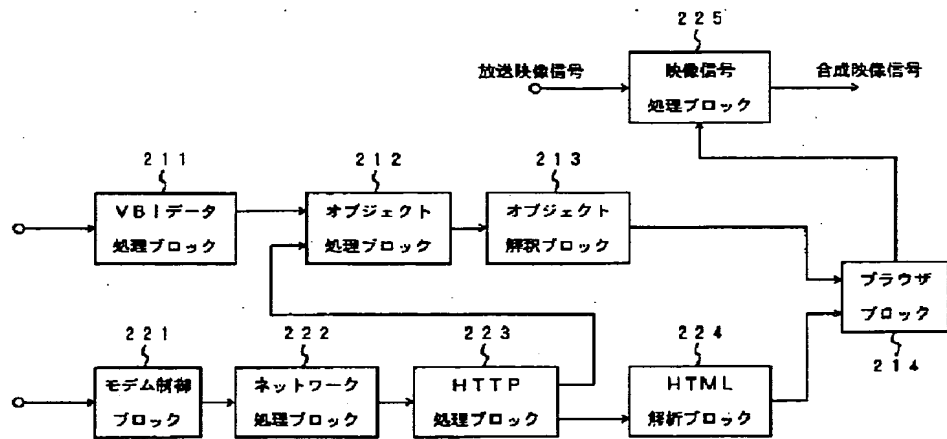 225
放送映像信号
映像信号
処理ブロック
合成映像信号
211
212
213
VBIデータ
処理ブロック
オブジェクト
処理ブロック
オブジェクト
解釈ブロック
ブラウザ
ブロック
214
221
222
223
224
モデム制御
ブロック
ネットワーク
処理ブロック
HTTP
処理ブロック
HTML
解析ブロック